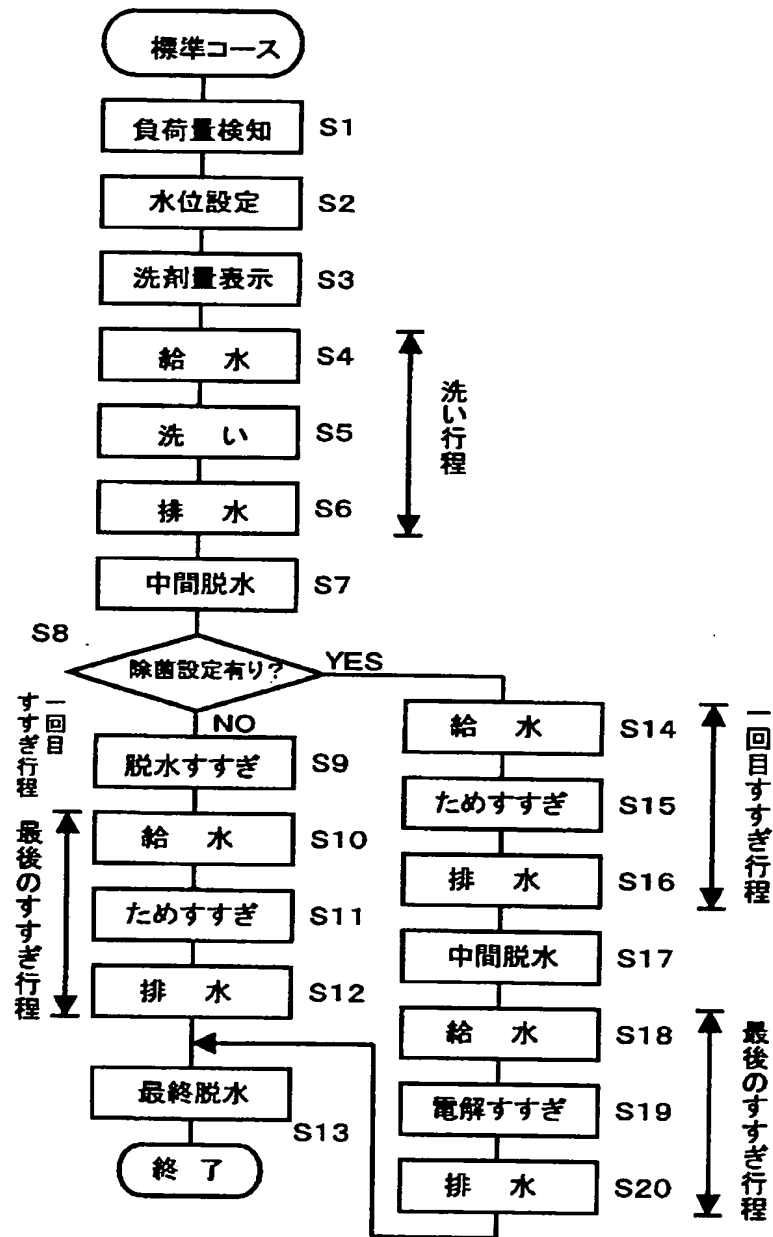 標準コース
負荷量検知 S1
水位設定 S2
洗剤量表示 S3
給 水 S4
洗 い S5
排 水 S6
洗い行程
中間脱水 S7
S8
除菌設定有り?
YES
NO
一回目
すすぎ行程
脱水すすぎ S9
給 水 S10
ためすすぎ S11
排 水 S12
最後のすすぎ行程
最終脱水
S13
終 了
給 水 S14
ためすすぎ S15
排 水 S16
一回目すすぎ行程
中間脱水 S17
給 水 S18
電解すすぎ S19
排 水 S20
最後のすすぎ行程